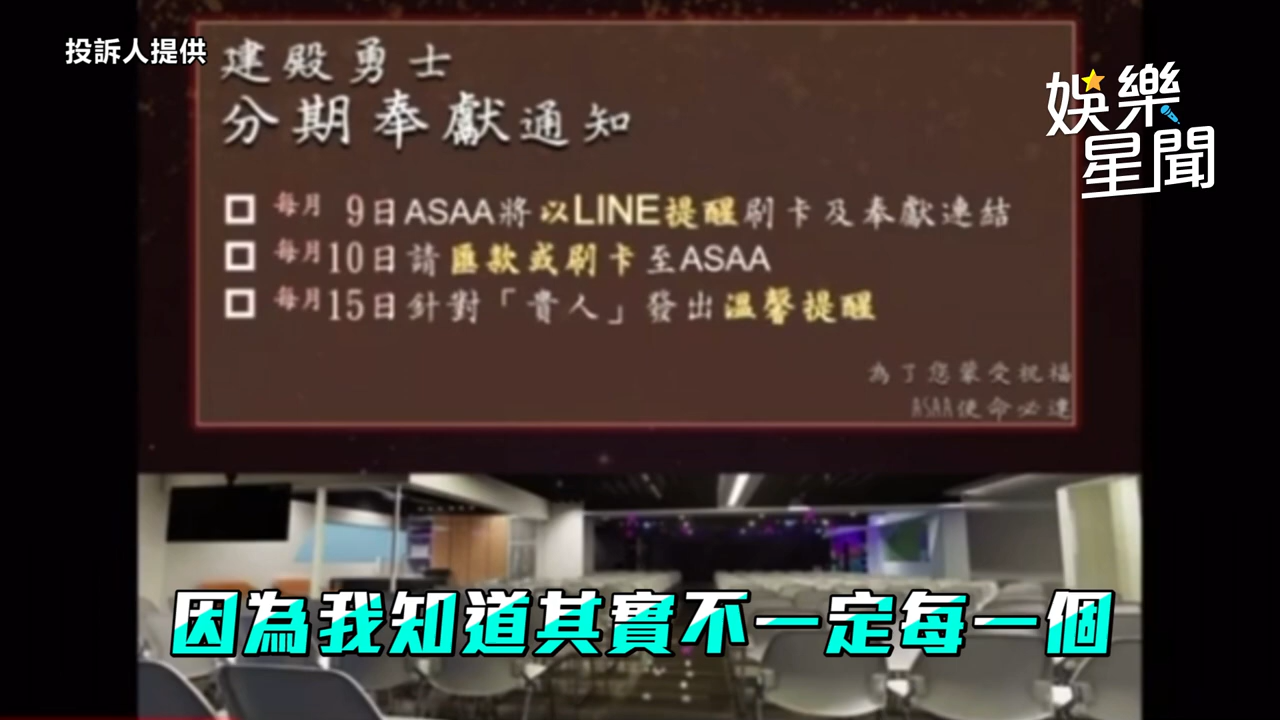 投訴人提供
娛樂
星聞
建殿勇士
分期奉獻通知
每月 9日ASAA將以LINE提醒刷卡及奉獻連結
每月10日請匯款或刷卡至ASAA
每月15日針對「貴人」發出溫馨提醒
為了您蒙受祝福
ASAA使命必達
因為我知道其實不一定每一個